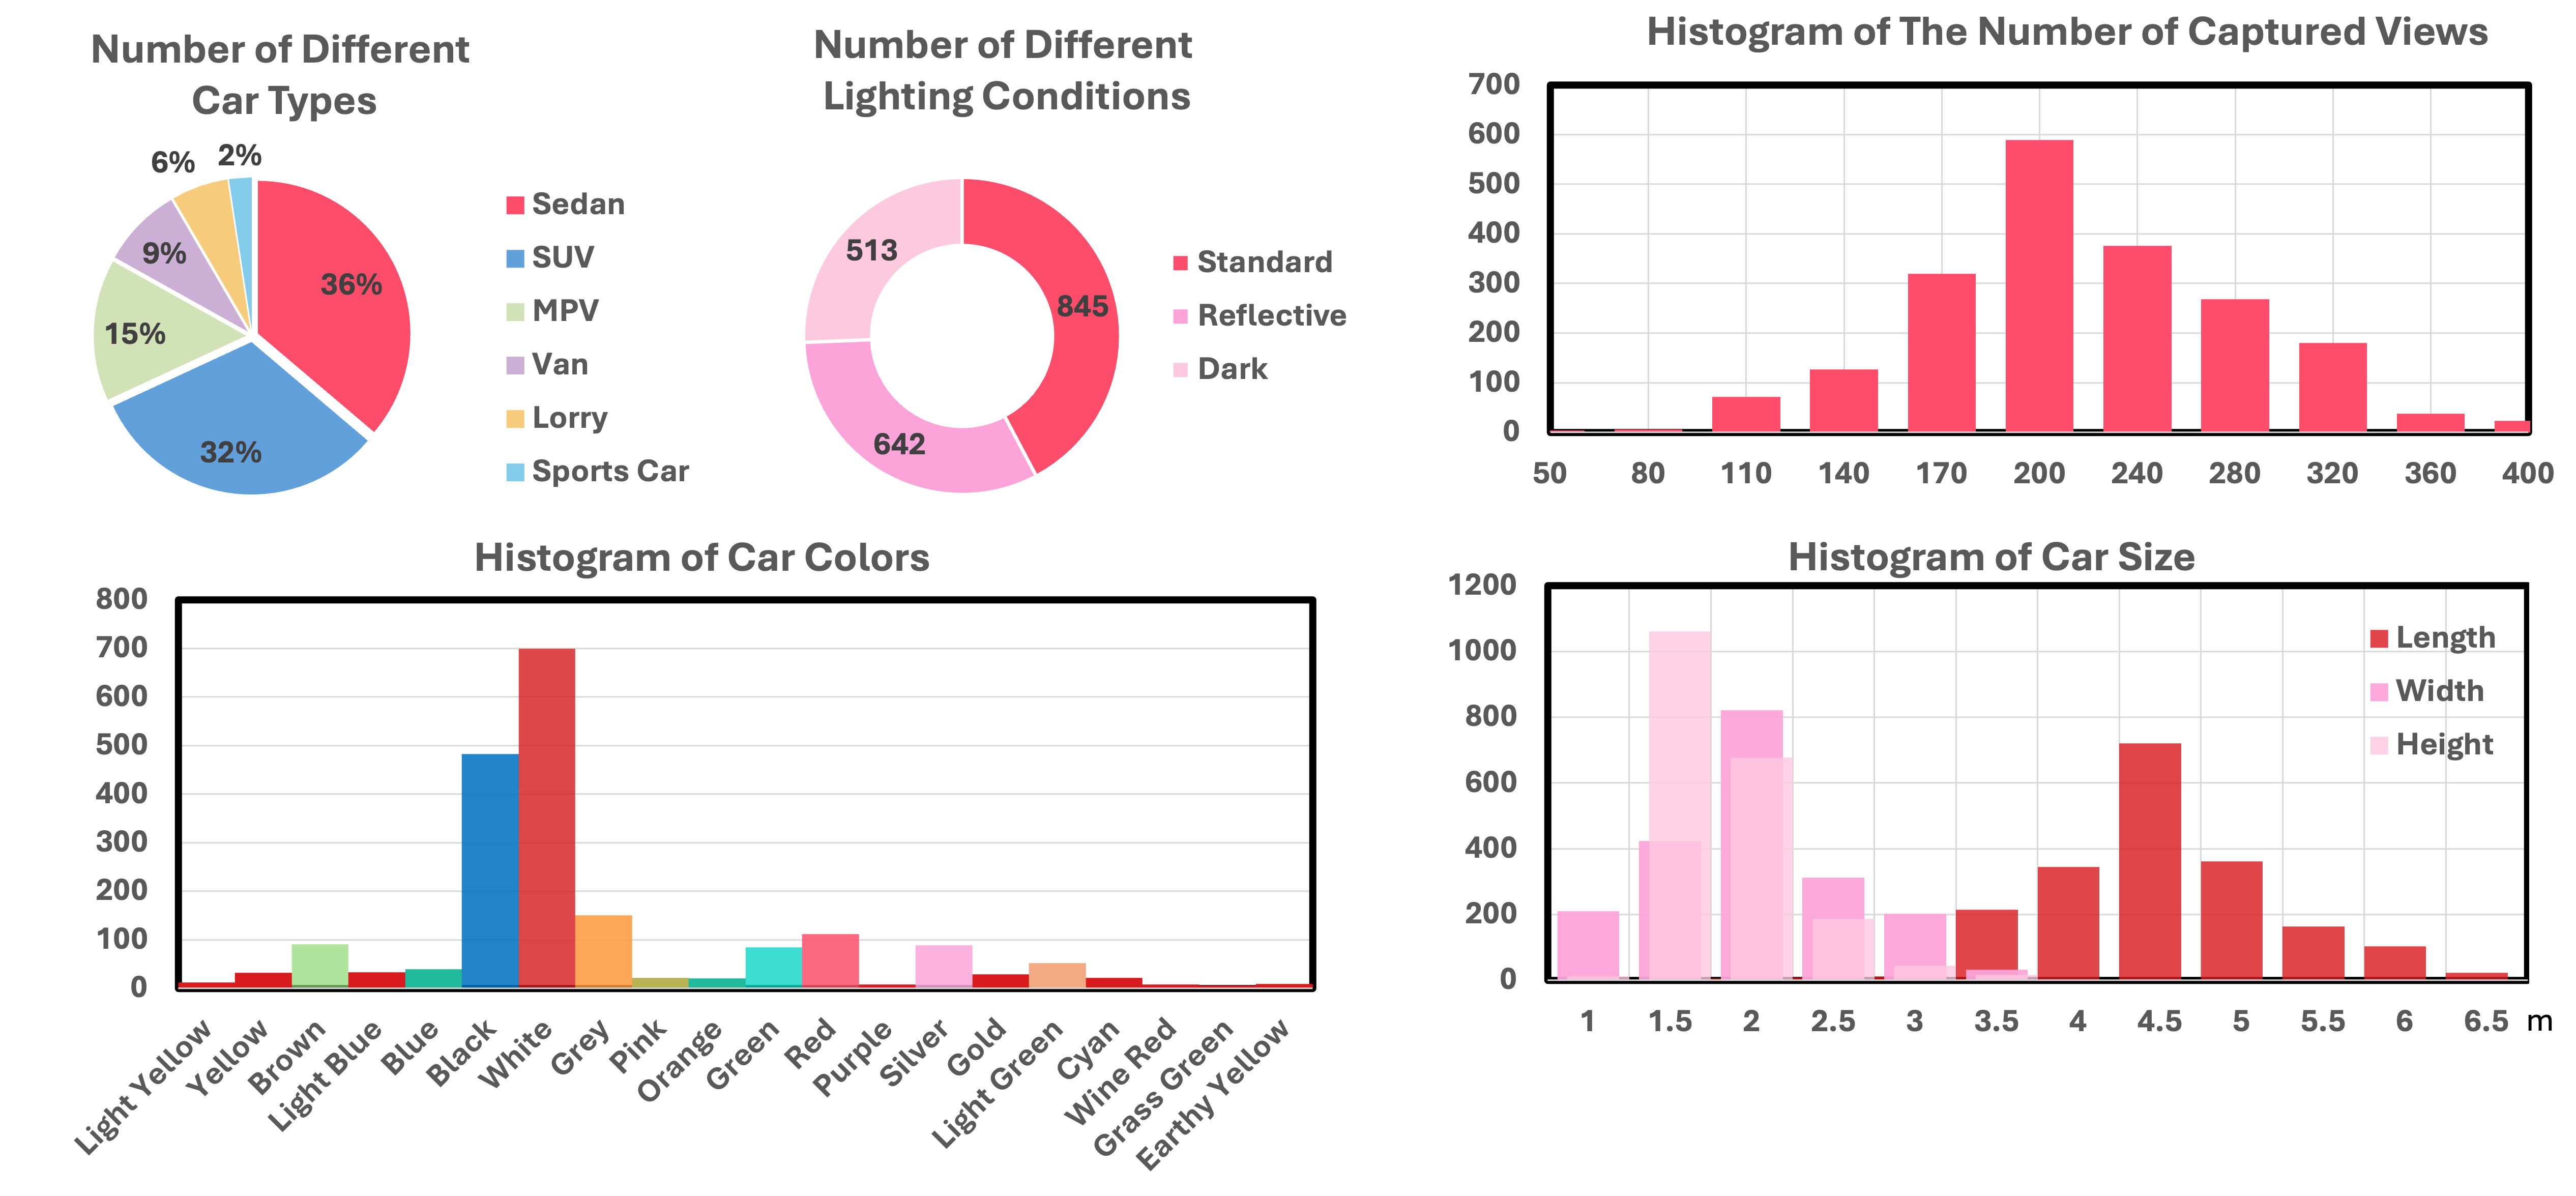 Number of Different
Car Types
6%
2%
9%
36%
15%
32%
Sedan
SUV
MPV
Van
Lorry
Sports Car
Number of Different
Lighting Conditions
513
845
642
Standard
Reflective
Dark
Histogram of The Number of Captured Views
700
600
500
400
300
200
100
0
50 80 110 140 170 200 240 280 320 360 400
Histogram of Car Colors
800
700
600
500
400
300
200
100
0
Light Yellow
Yellow
Brown
Light Blue
Blue
Black
White
Grey
Pink
Orange
Green
Red
Purple
Silver
Gold
Light Green
Cyan
Wine Red
Grass Green
Earthy Yellow
Histogram of Car Size
1200
1000
800
600
400
200
0
Length
Width
Height
1 1.5 2 2.5 3 3.5 4 4.5 5 5.5 6 6.5 m